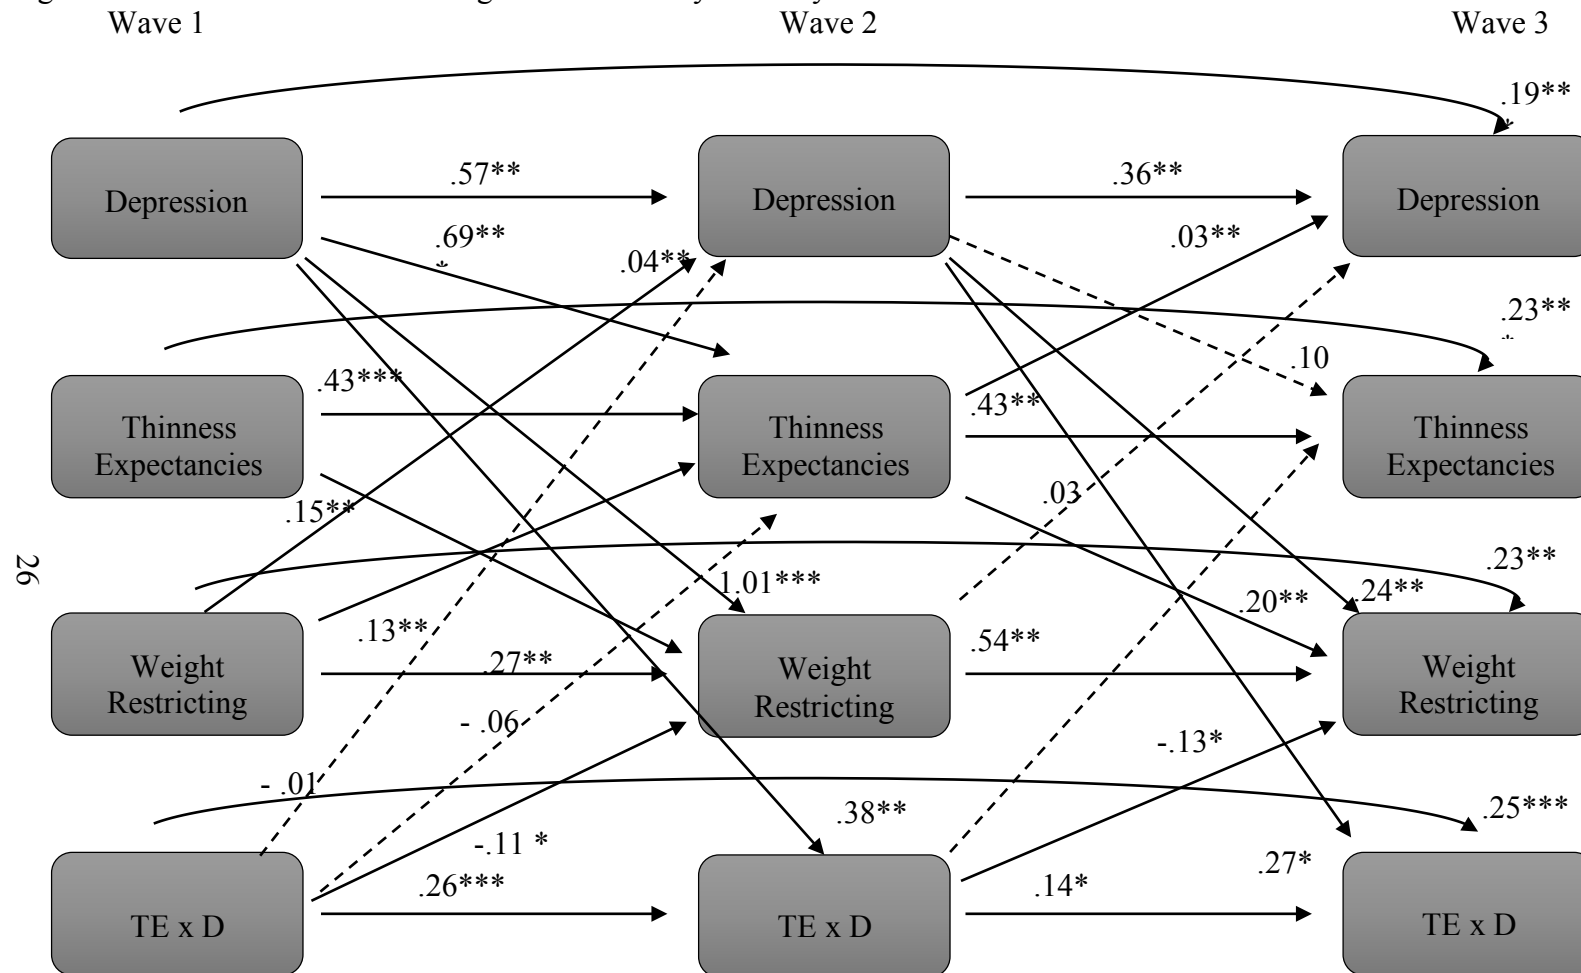 Wave 1
Wave 2
Wave 3
.19**
*
Depression
.57**
Depression
.36**
Depression
.69**
*
.04**
.03**
.23**
*
.10
.43***
.43**
Thinness
Expectancies
Thinness
Expectancies
Thinness
Expectancies
.15**
.03
26
.23**
1.01***
.20**
.24**
.13**
.27**
.54**
Weight
Restricting
Weight
Restricting
Weight
Restricting
- .06
-.13*
- .01
.38**
.25***
-.11 *
.26***
.14*
.27*
TE x D
TE x D
TE x D